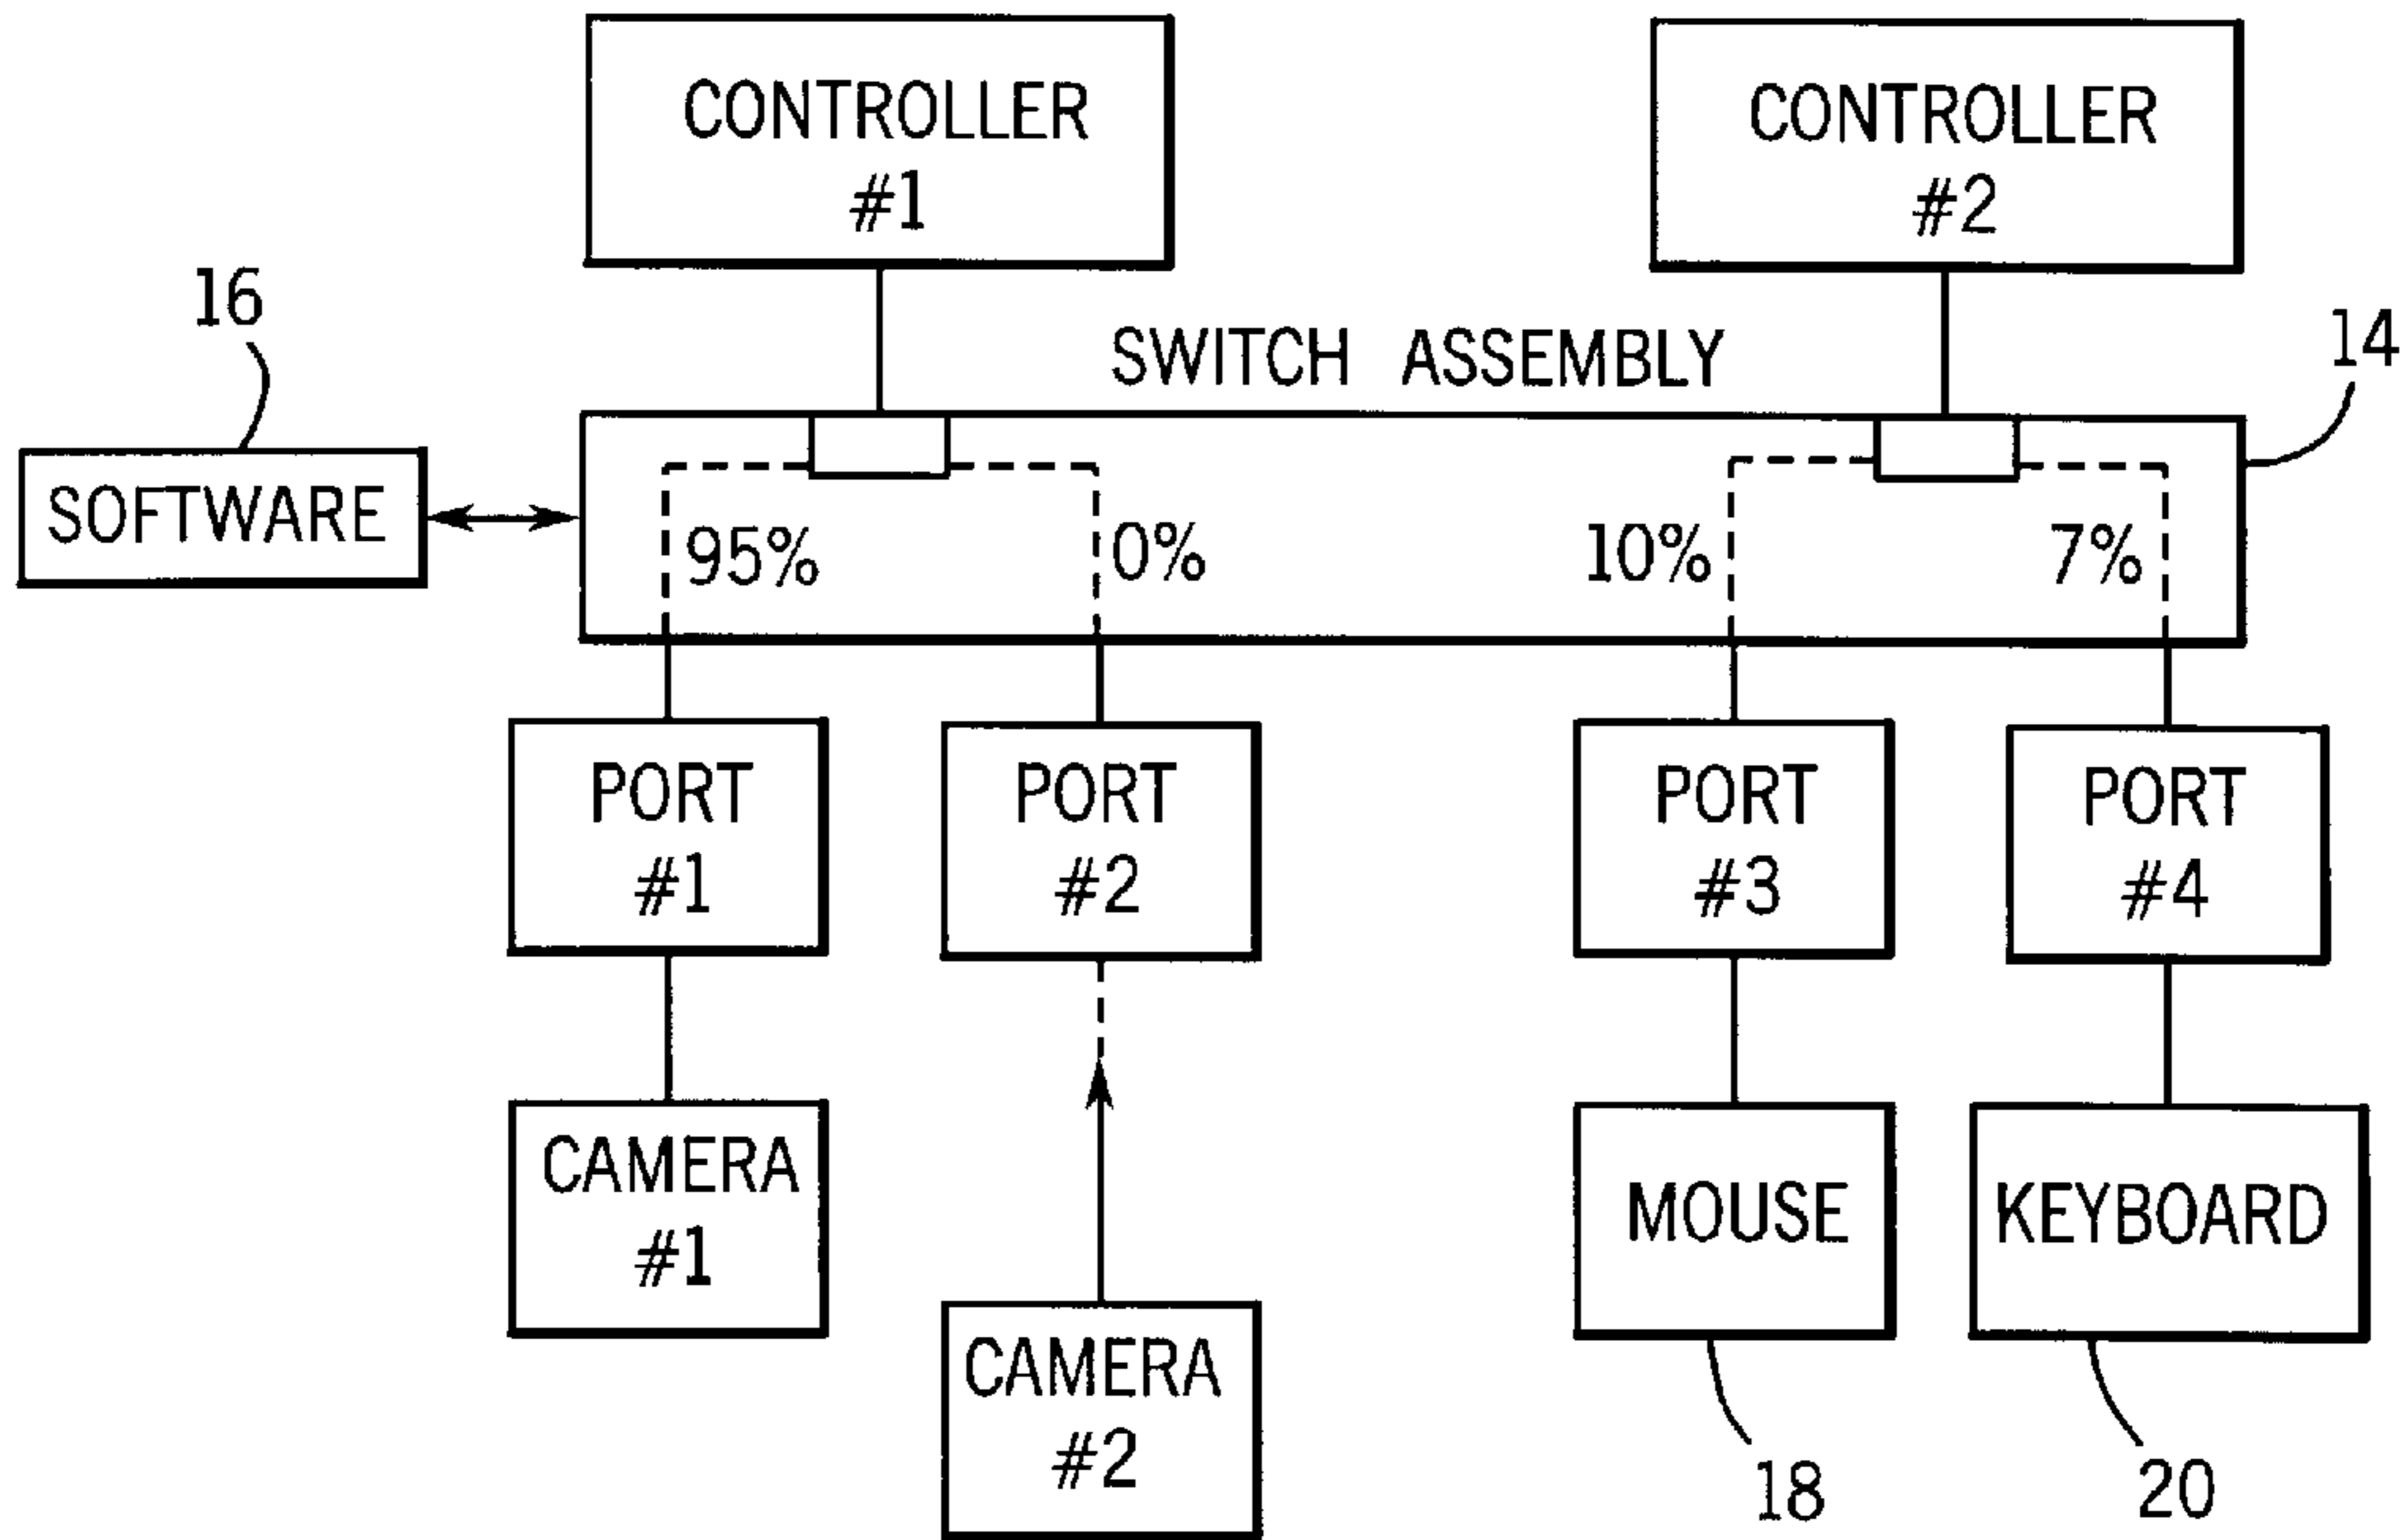 CONTROLLER
#1
CONTROLLER
#2
16
SWITCH ASSEMBLY
14
SOFTWARE
95%
0%
10%
7%
PORT
#1
PORT
#2
PORT
#3
PORT
#4
CAMERA
#1
MOUSE
KEYBOARD
CAMERA
#2
18
20